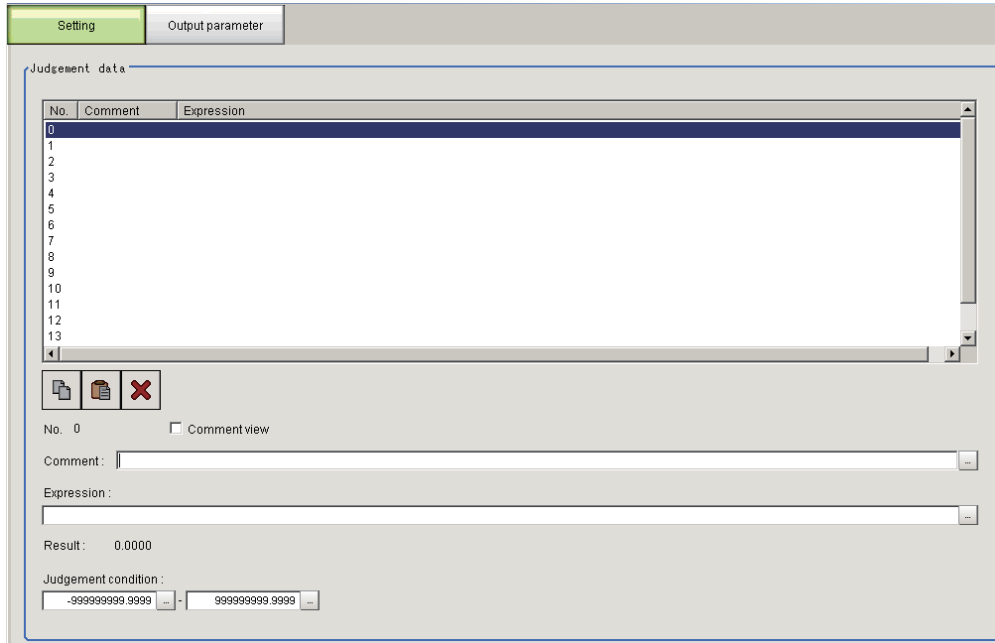 Setting Output parameter
Judgement data
No. Comment Expression
0
1
2
3
4
5
6
7
8
9
10
11
12
13
No. 0 Comment view
Comment : ...
Expression :
...
Result : 0.0000
Judgement condition :
-999999999.9999 ... - 999999999.9999 ...